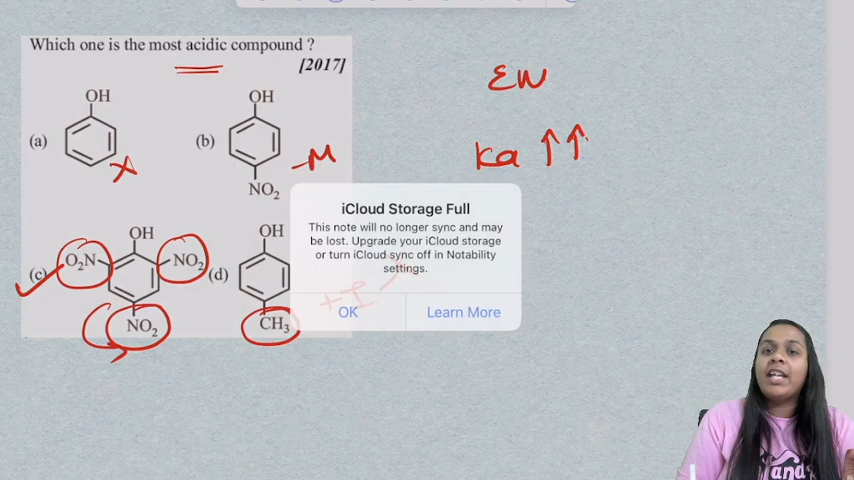 Which one is the most acidic compound ?
[2017]
EW
Ka ↑↑
OH
(a)
OH
(b)
-M
NO2
OH
O2N
NO2
(c)
NO2
OH
(d)
CH3
+I
iCloud Storage Full
This note will no longer sync and may
be lost. Upgrade your iCloud storage
or turn iCloud sync off in Notability
settings.
OK
Learn More
and